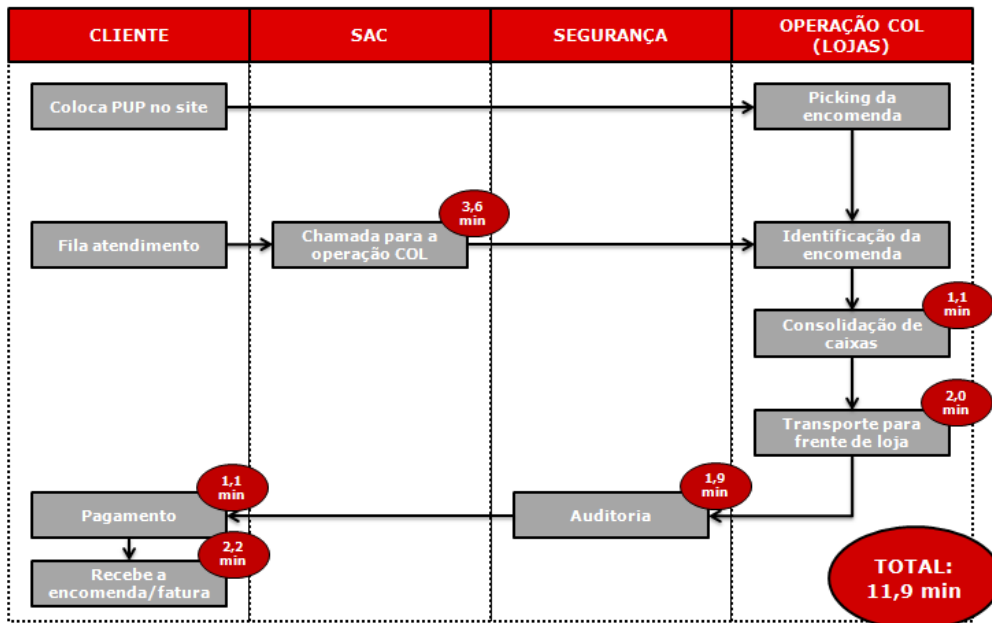 CLIENTE
SAC
SEGURANÇA
OPERAÇÃO COL
(LOJAS)
Coloca PUP no site
Picking da
encomenda
Fila atendimento
3,6
min
Chamada para a
operação COL
Identificação da
encomenda
1,1
min
Consolidação de
caixas
2,0
min
Transporte para
frente de loja
1,1
min
Pagamento
1,9
min
Auditoria
2,2
min
Recebe a
encomenda/fatura
TOTAL:
11,9 min